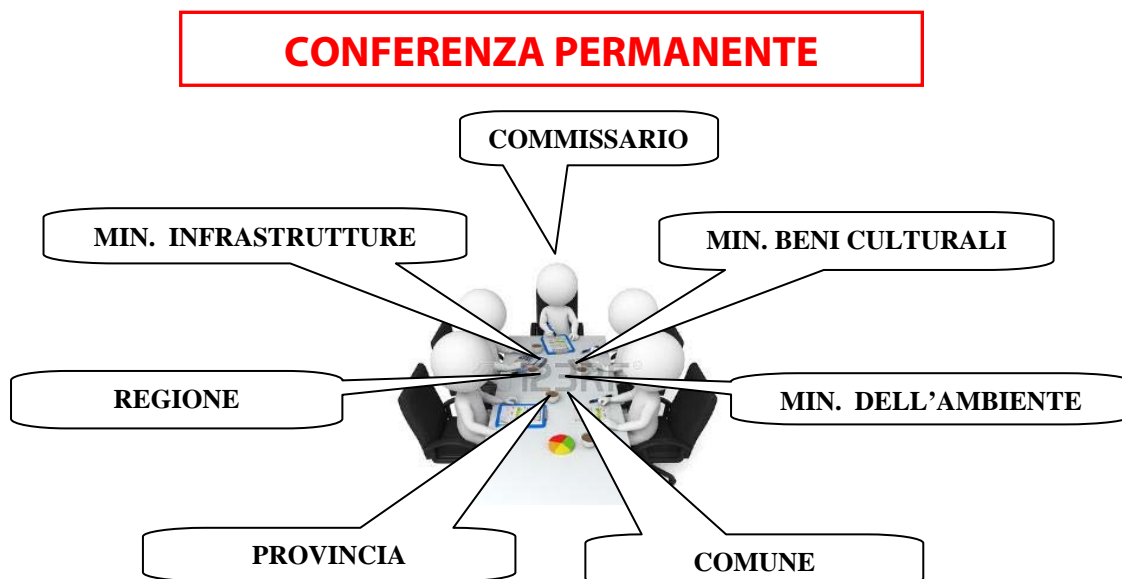 CONFERENZA PERMANENTE
COMMISSARIO
MIN. INFRASTRUTTURE
MIN. BENI CULTURALI
REGIONE
MIN. DELL’AMBIENTE
PROVINCIA
COMUNE